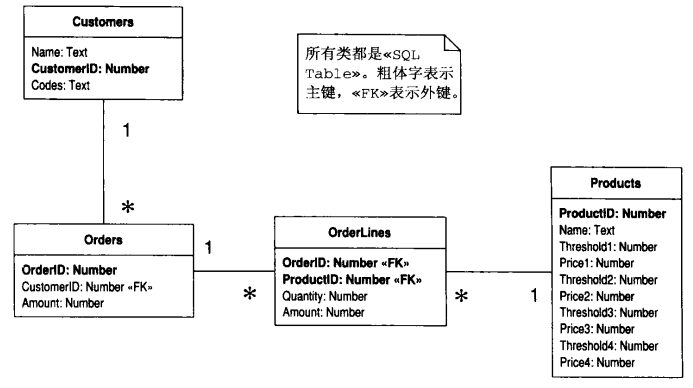 Customers
Name: Text
CustomerID: Number
Codes: Text
所有类都是«SQL
Table»。粗体字表示
主键，«FK»表示外键。
1
*
Orders
OrderID: Number
CustomerID: Number «FK»
Amount: Number
1
*
OrderLines
OrderID: Number «FK»
ProductID: Number «FK»
Quantity: Number
Amount: Number
*
1
Products
ProductID: Number
Name: Text
Threshold1: Number
Price1: Number
Threshold2: Number
Price2: Number
Threshold3: Number
Price3: Number
Threshold4: Number
Price4: Number